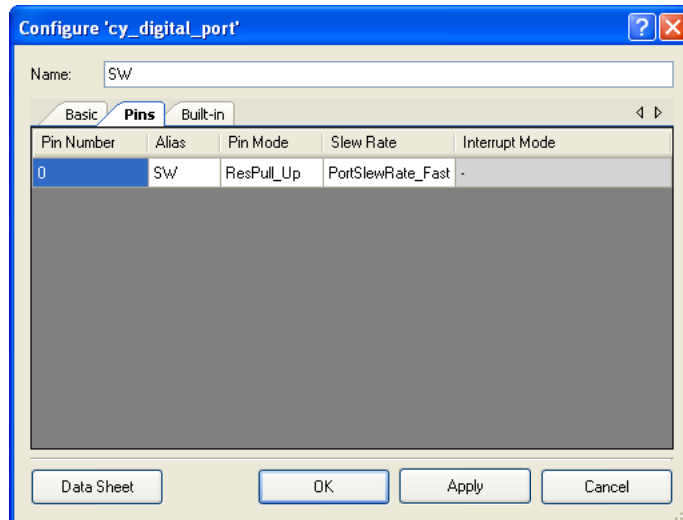 Configure 'cy_digital_port'
Name: SW
Basic Pins Built-in
Pin Number Alias Pin Mode Slew Rate Interrupt Mode
0 SW ResPull_Up PortSlewRate_Fast -
Data Sheet OK Apply Cancel